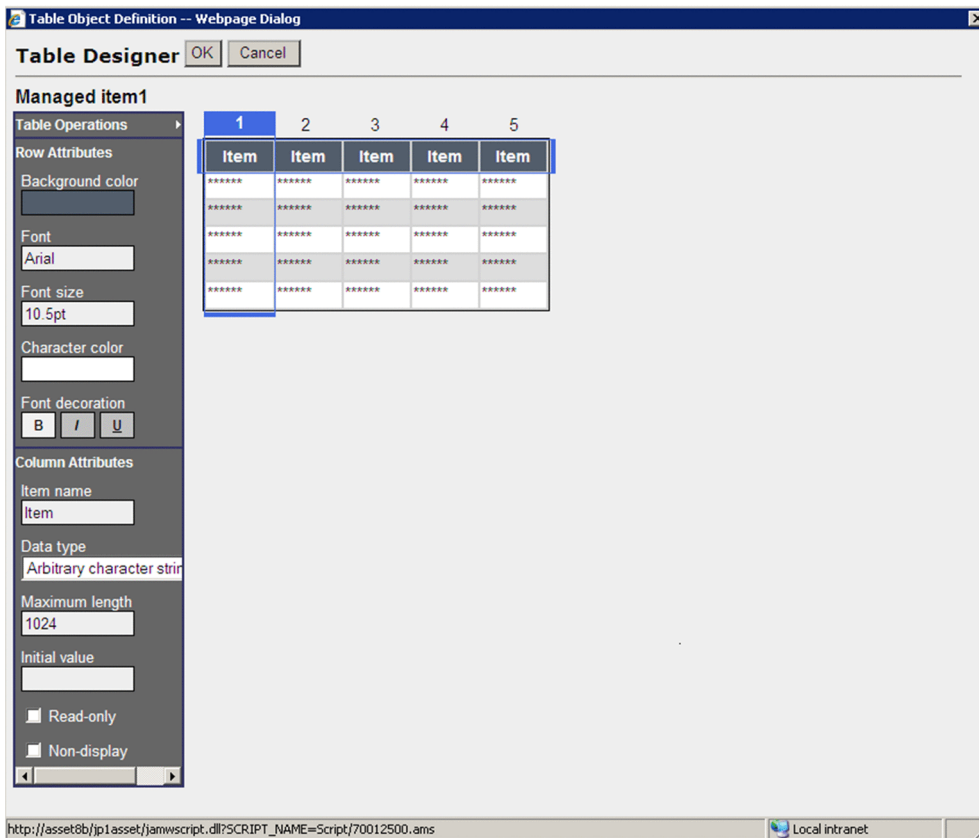 Table Object Definition -- Webpage Dialog
Table Designer OK Cancel
Managed item1
Table Operations
1 2 3 4 5
Row Attributes
Item Item Item Item Item
Background color
****** ****** ****** ****** ******
****** ****** ****** ****** ******
Font
Arial
****** ****** ****** ****** ******
****** ****** ****** ****** ******
Font size
10.5pt
****** ****** ****** ****** ******
Character color
Font decoration
B I U
Column Attributes
Item name
Item
Data type
Arbitrary character strin
Maximum length
1024
Initial value
Read-only
Non-display
http://asset8b/jp1asset/jamwscript.dll?SCRIPT_NAME=Script/70012500.ams
Local intranet